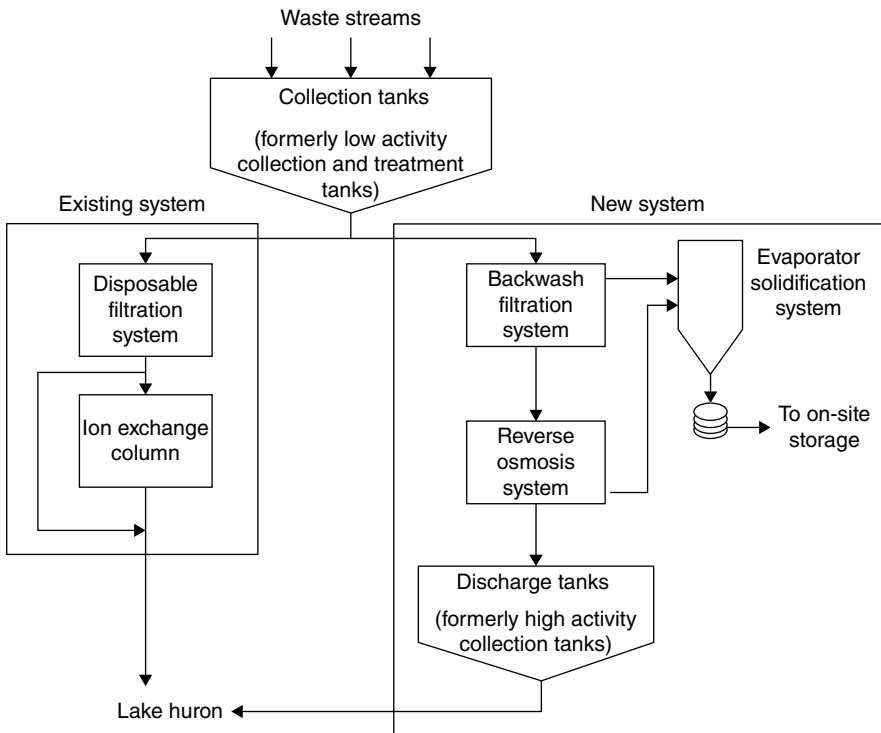 Waste streams
Collection tanks
(formerly low activity
collection and treatment
tanks)
Existing system
New system
Disposable
filtration
system
Backwash
filtration
system
Evaporator
solidification
system
Ion exchange
column
Reverse
osmosis
system
To on-site
storage
Discharge tanks
(formerly high activity
collection tanks)
Lake huron